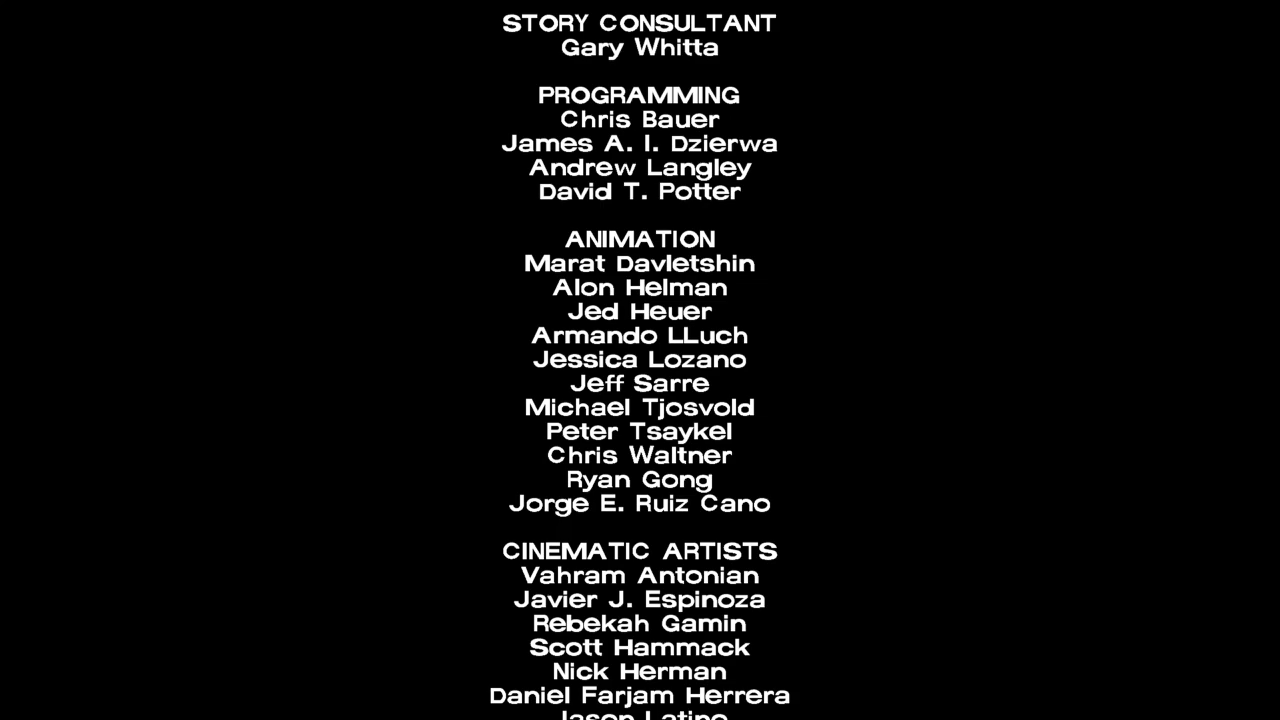 STORY CONSULTANT
Gary Whitta
PROGRAMMING
Chris Bauer
James A. I. Dzierwa
Andrew Langley
David T. Potter
ANIMATION
Marat Davletshin
Alon Helman
Jed Heuer
Armando LLuch
Jessica Lozano
Jeff Sarre
Michael Tjosvold
Peter Tsaykel
Chris Waltner
Ryan Gong
Jorge E. Ruiz Cano
CINEMATIC ARTISTS
Vahram Antonian
Javier J. Espinoza
Rebekah Gamin
Scott Hammack
Nick Herman
Daniel Farjam Herrera
Jason Latino